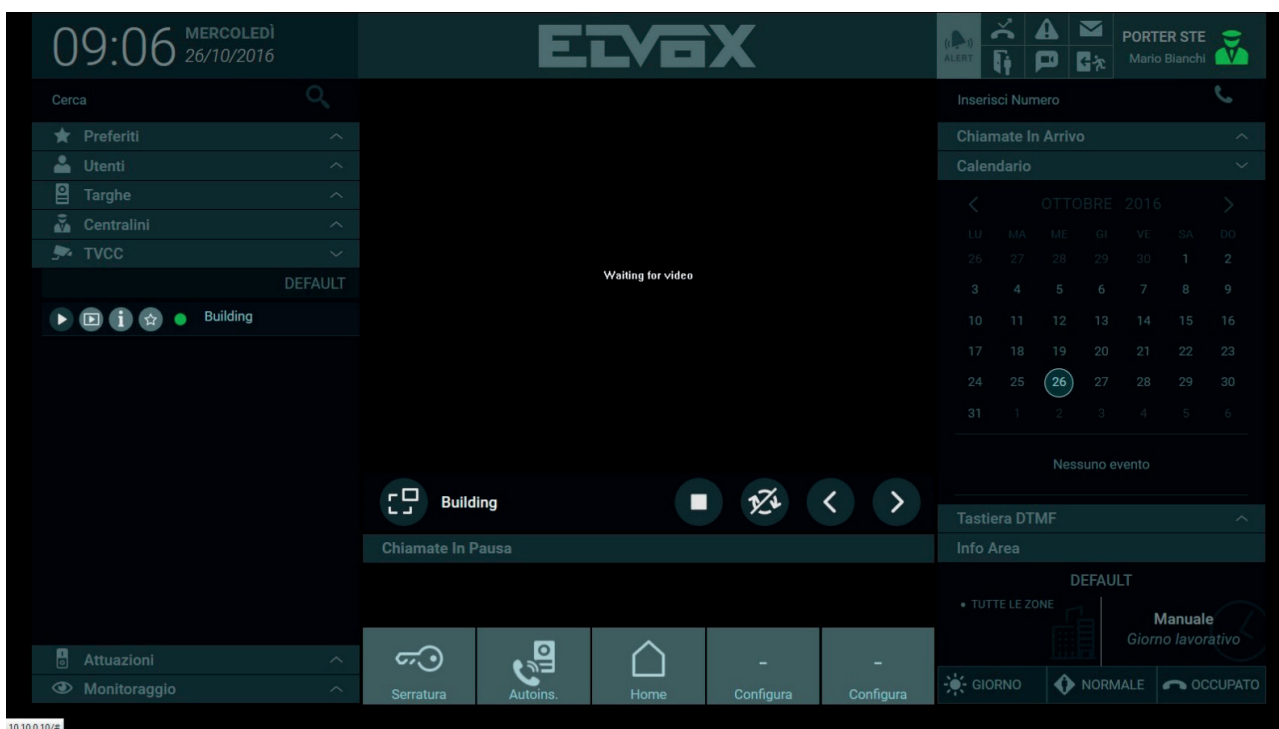 09:06 MERCOLEDÌ
26/10/2016
ELVOX
ALERT
PORTER STE
Mario Bianchi
Cerca
Preferiti
Utenti
Targhe
Centralini
TVCC
DEFAULT
Building
Attuazioni
Monitoraggio
Waiting for video
Building
Chiamate In Pausa
Serratura
Autoins.
Home
-
Configura
-
Configura
Inserisci Numero
Chiamate In Arrivo
Calendario
OTTOBRE 2016
LU MA ME GI VE SA DO
26 27 28 29 30 1 2
3 4 5 6 7 8 9
10 11 12 13 14 15 16
17 18 19 20 21 22 23
24 25 26 27 28 29 30
31 1 2 3 4 5 6
Nessuno evento
Tastiera DTMF
Info Area
DEFAULT
• TUTTE LE ZONE
Manuale
Giorno lavorativo
GIORNO
NORMALE
OCCUPATO
10.10.0.10/#